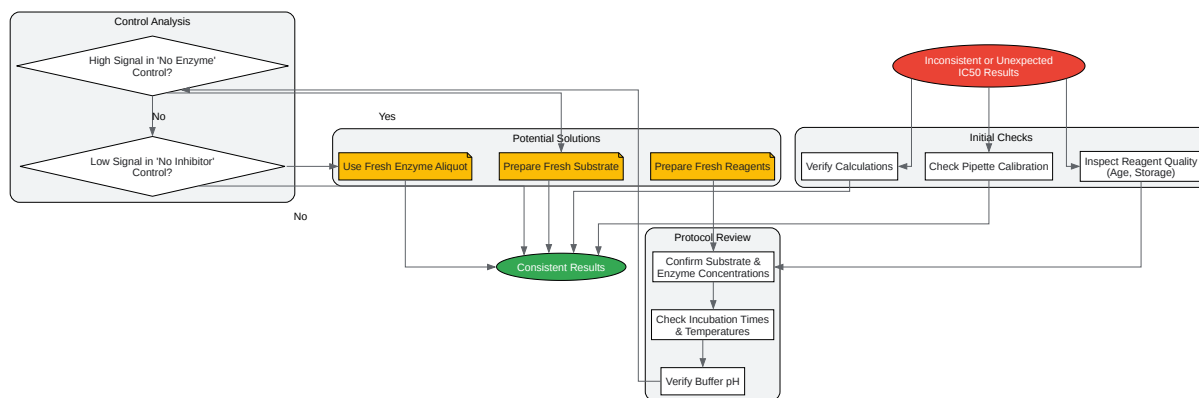 Control Analysis
High Signal in 'No Enzyme'
Control?
No
Low Signal in 'No Inhibitor'
Control?
No
Yes
Potential Solutions
Use Fresh Enzyme Aliquot
Prepare Fresh Substrate
Prepare Fresh Reagents
Inconsistent or Unexpected
IC50 Results
Initial Checks
Verify Calculations
Check Pipette Calibration
Inspect Reagent Quality
(Age, Storage)
Consistent Results
Protocol Review
Confirm Substrate &
Enzyme Concentrations
Check Incubation Times
& Temperatures
Verify Buffer pH